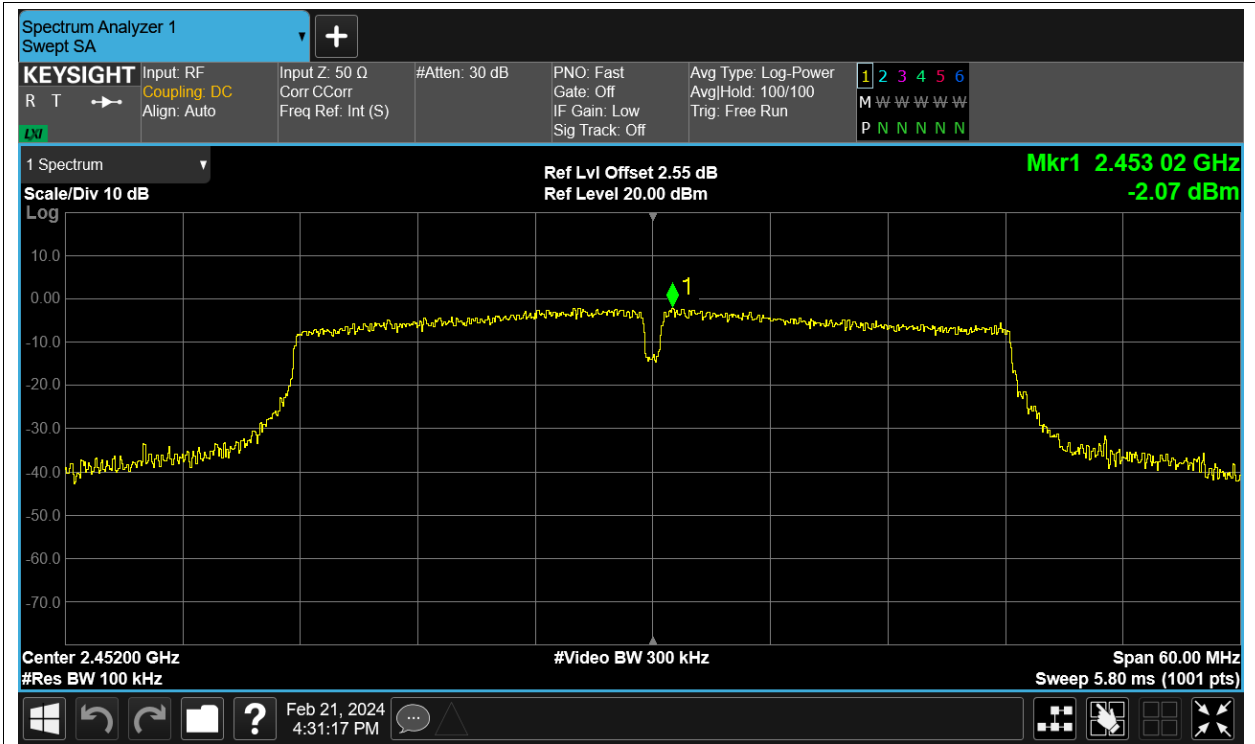 Spectrum Analyzer 1
Swept SA
KEYSIGHT
R T
LXI
Input: RF
Coupling: DC
Align: Auto
Input Z: 50 Ω
Corr CCorr
Freq Ref: Int (S)
#Atten: 30 dB
PNO: Fast
Gate: Off
IF Gain: Low
Sig Track: Off
Avg Type: Log-Power
Avg|Hold: 100/100
Trig: Free Run
1 2 3 4 5 6
M W W W W W
P N N N N N
1 Spectrum
Scale/Div 10 dB
Ref Lvl Offset 2.55 dB
Ref Level 20.00 dBm
Mkr1 2.453 02 GHz
-2.07 dBm
Log
10.0
0.00
-10.0
-20.0
-30.0
-40.0
-50.0
-60.0
-70.0
1
Center 2.45200 GHz
#Res BW 100 kHz
#Video BW 300 kHz
Span 60.00 MHz
Sweep 5.80 ms (1001 pts)
?
Feb 21, 2024
4:31:17 PM